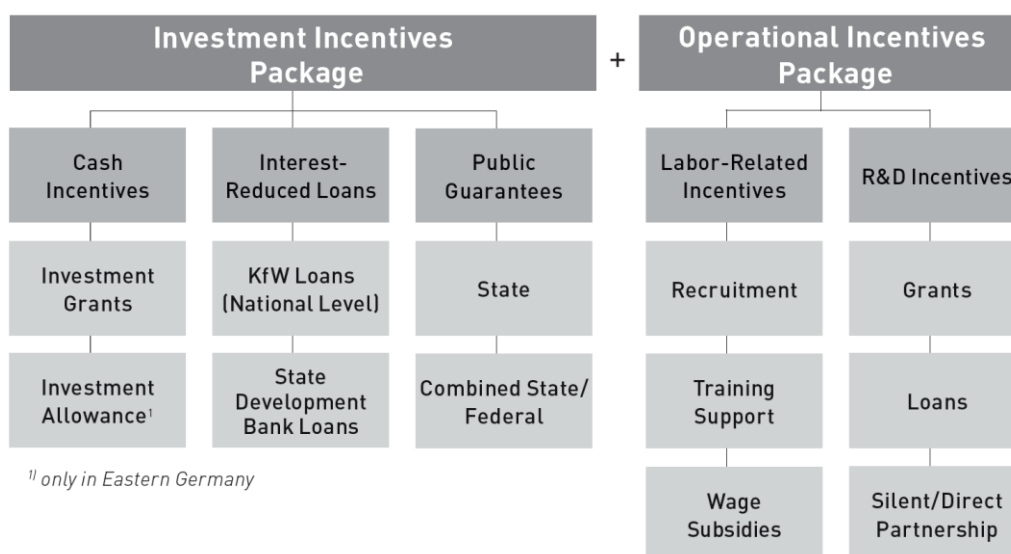 Investment Incentives
Package
+
Operational Incentives
Package
Cash
Incentives
Interest-
Reduced Loans
Public
Guarantees
Labor-Related
Incentives
R&D Incentives
Investment
Grants
KfW Loans
(National Level)
State
Recruitment
Grants
Investment
Allowance¹
State
Development
Bank Loans
Combined State/
Federal
Training
Support
Loans
¹⁾ only in Eastern Germany
Wage
Subsidies
Silent/Direct
Partnership